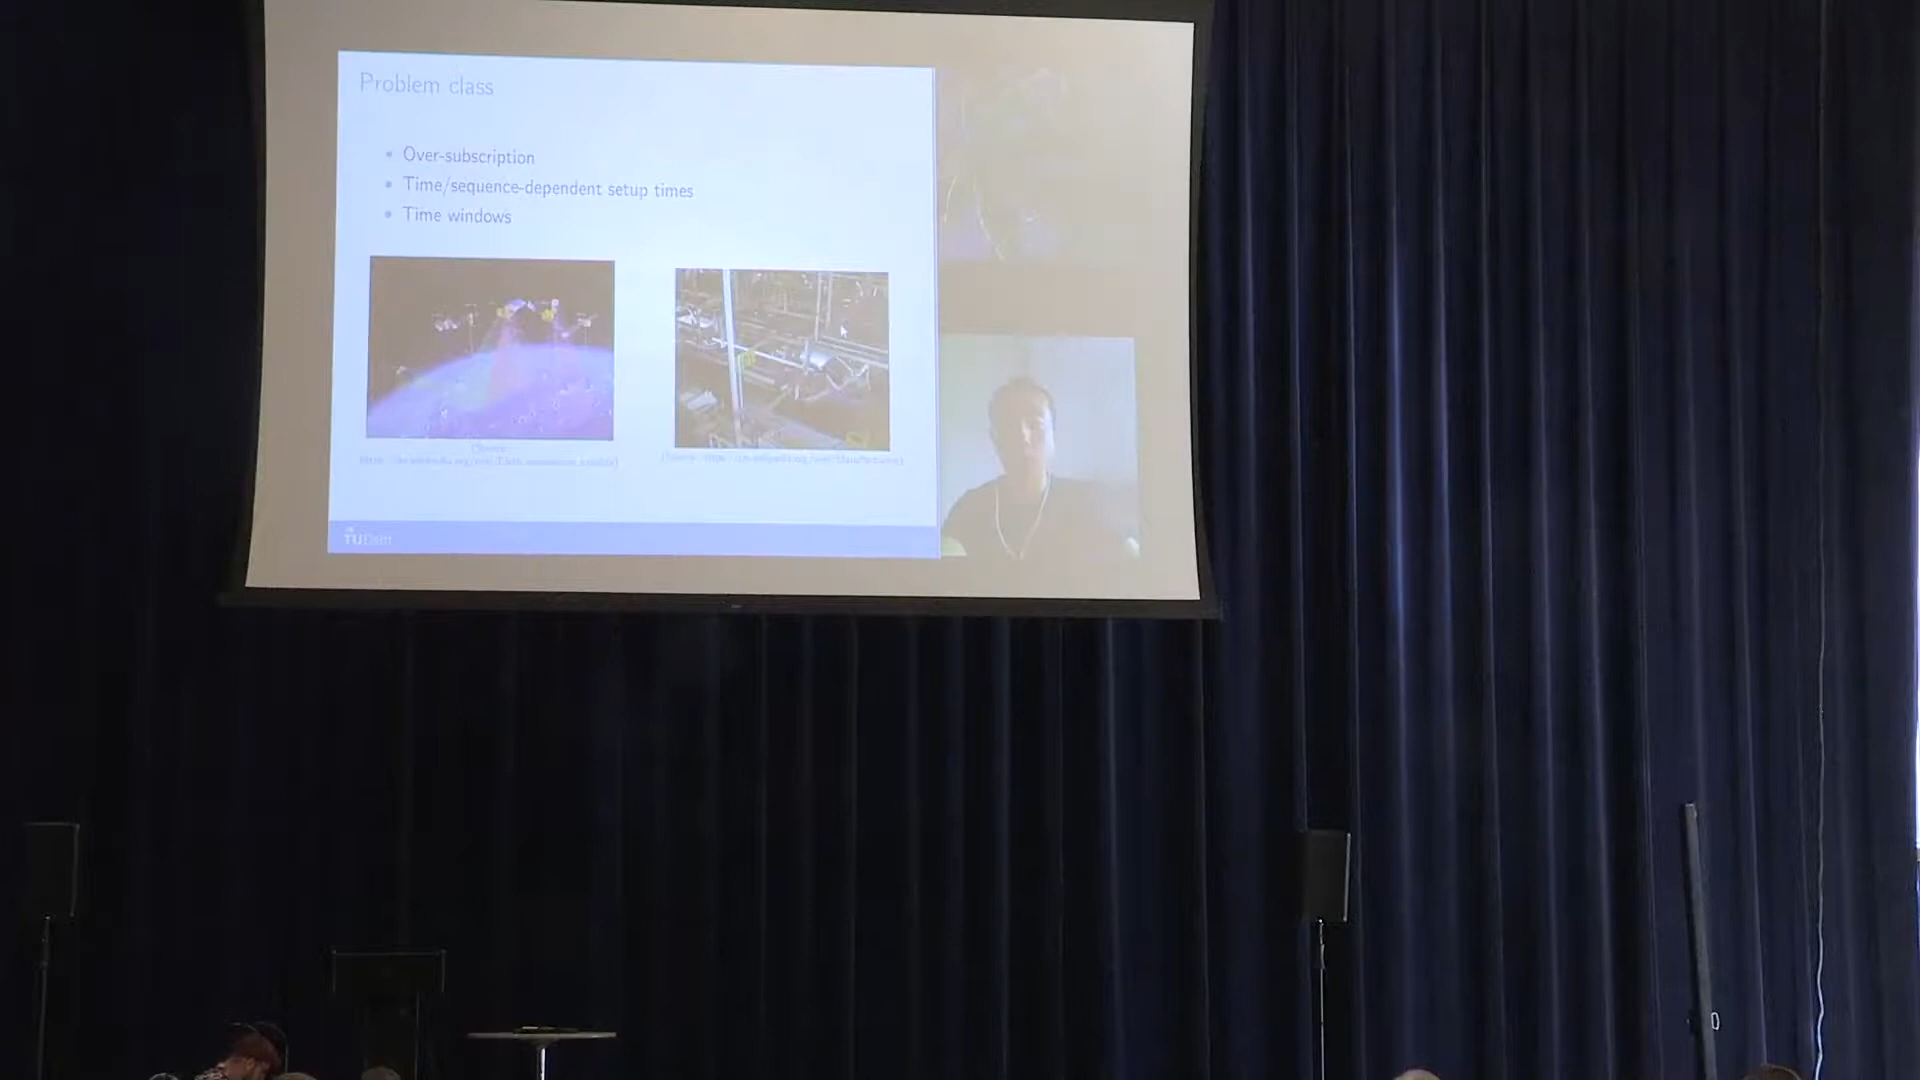 Problem class
Over-subscription
Time/sequence-dependent setup times
Time windows
TUDelft